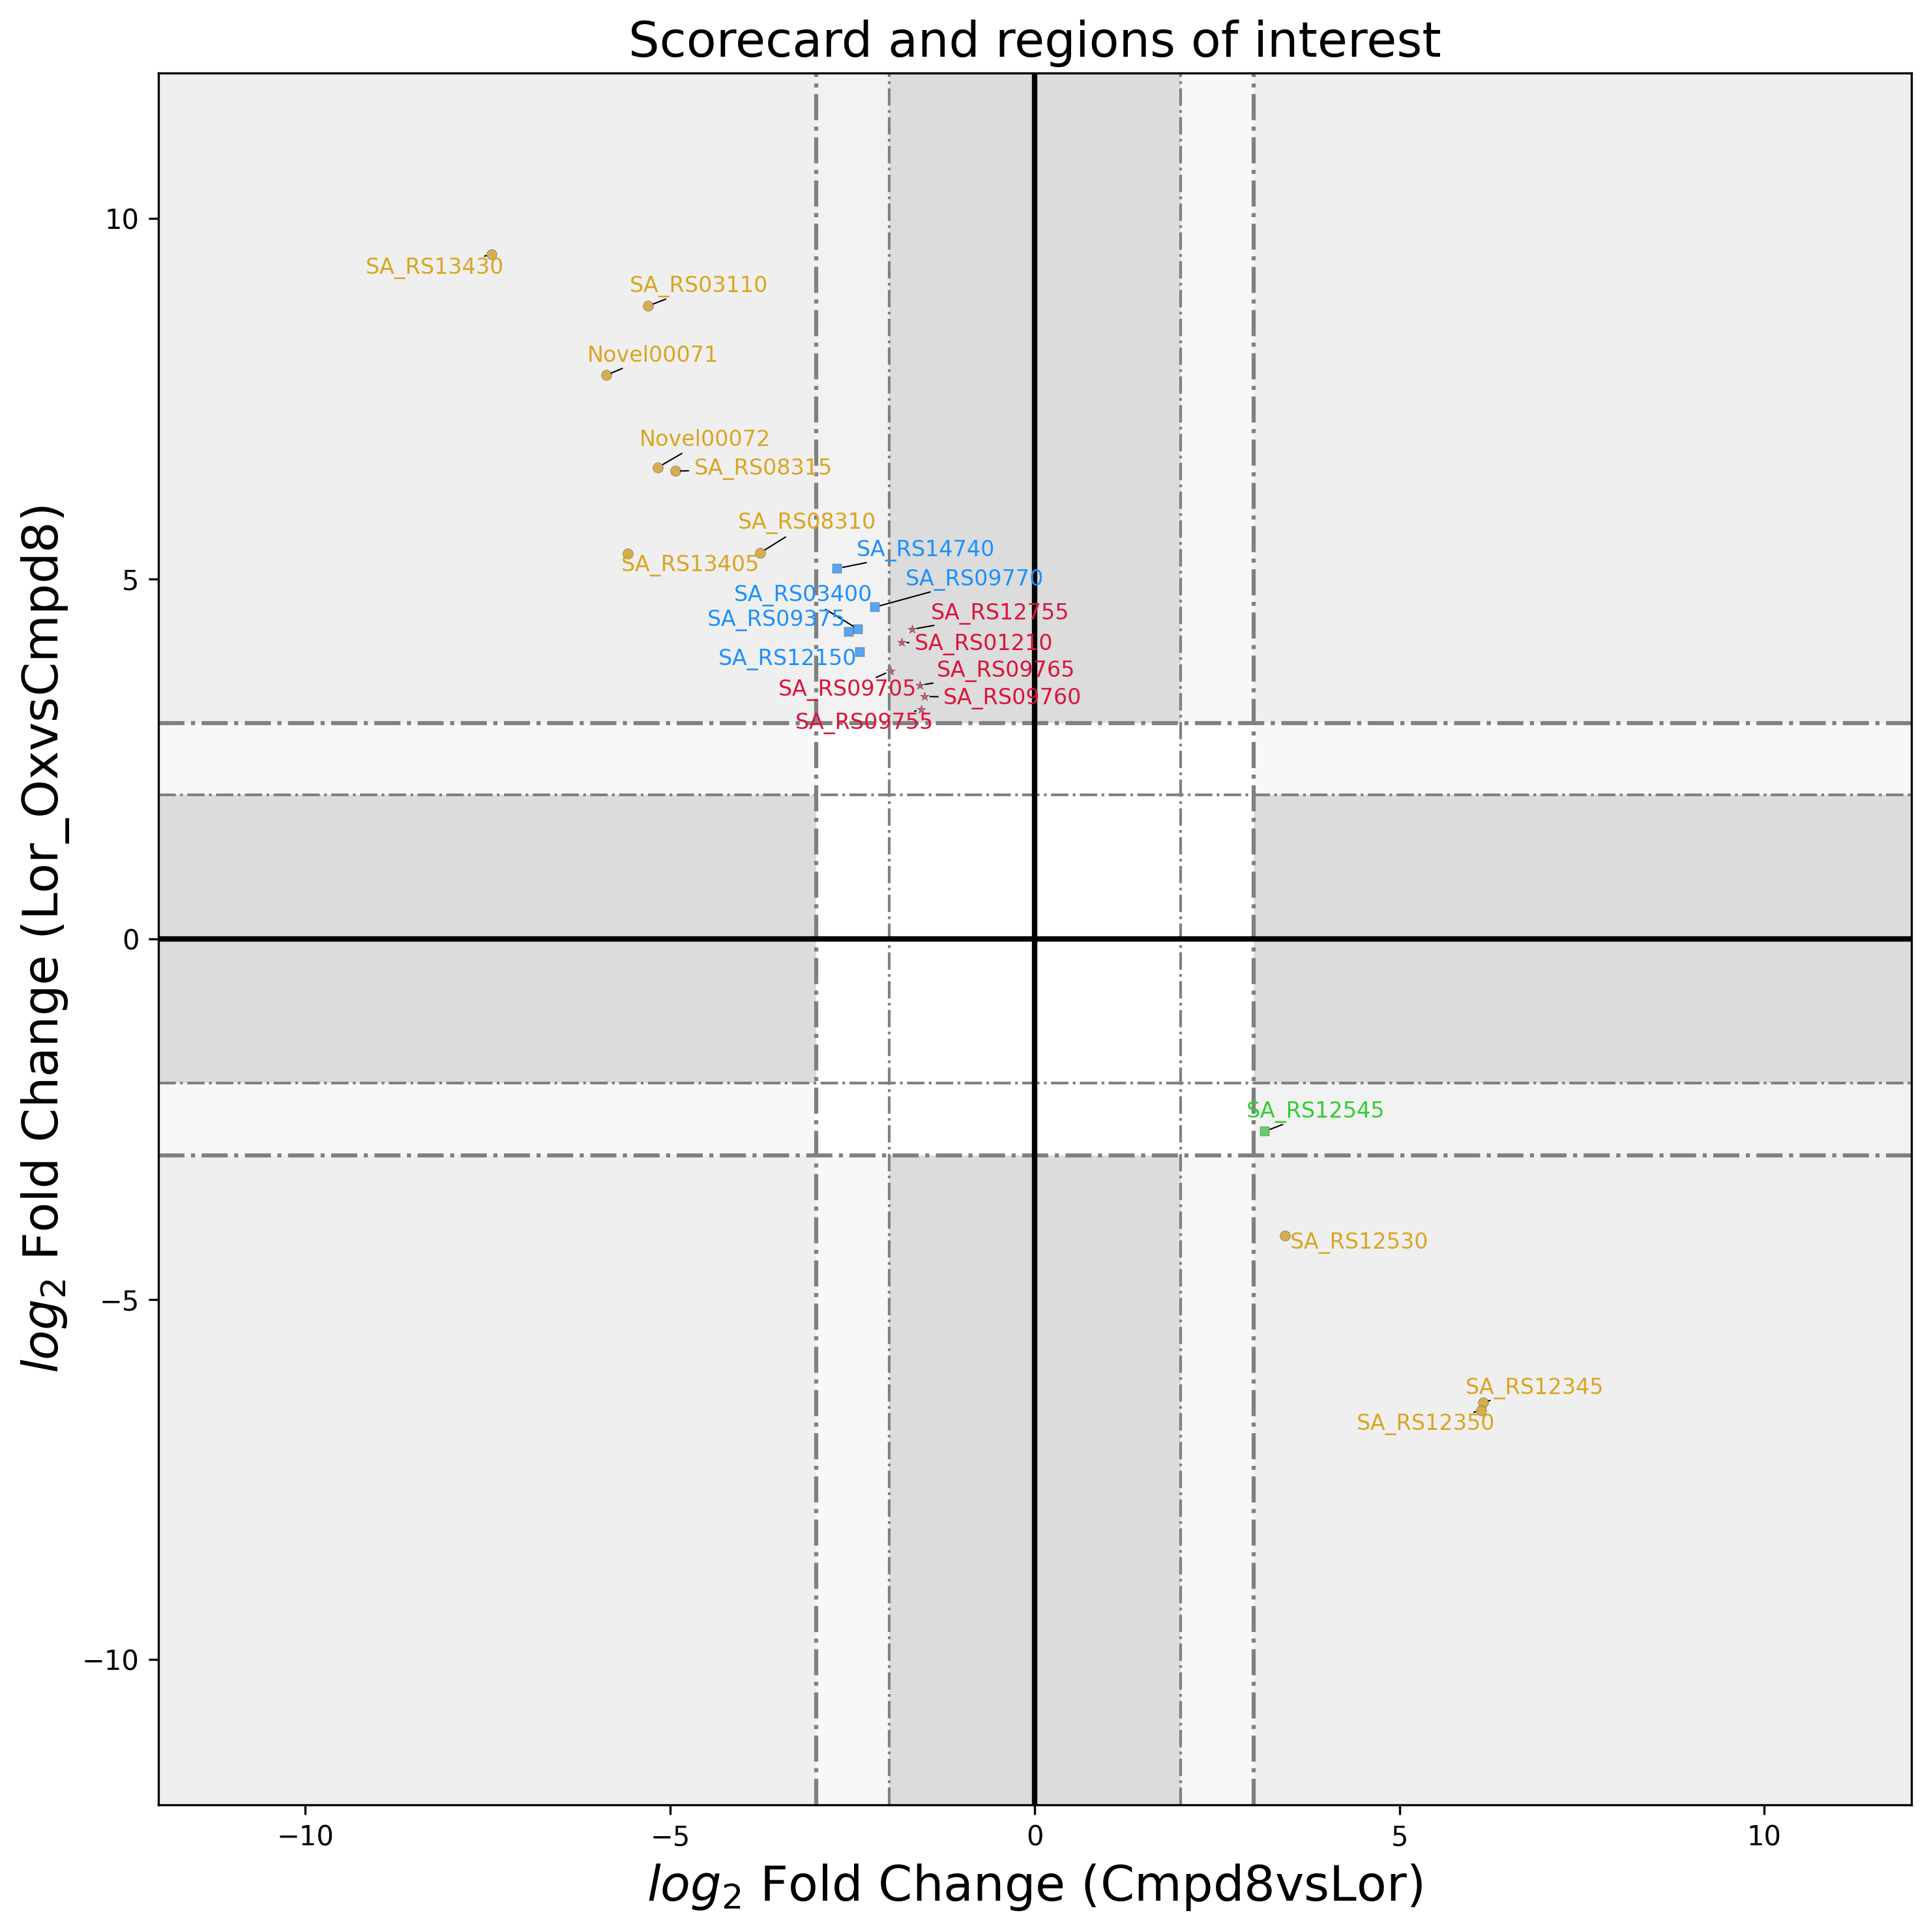 Scorecard and regions of interest
log2 Fold Change (Lor_OxvsCmpd8)
10
5
0
−5
−10
SA_RS13430
SA_RS03110
Novel00071
Novel00072
SA_RS08315
SA_RS08310
SA_RS14740
SA_RS13405
SA_RS09770
SA_RS03400
SA_RS12755
SA_RS09375
SA_RS01210
SA_RS12150
SA_RS09765
SA_RS09705
SA_RS09760
SA_RS09755
SA_RS12545
SA_RS12530
SA_RS12345
SA_RS12350
−10
−5
0
5
10
log2 Fold Change (Cmpd8vsLor)